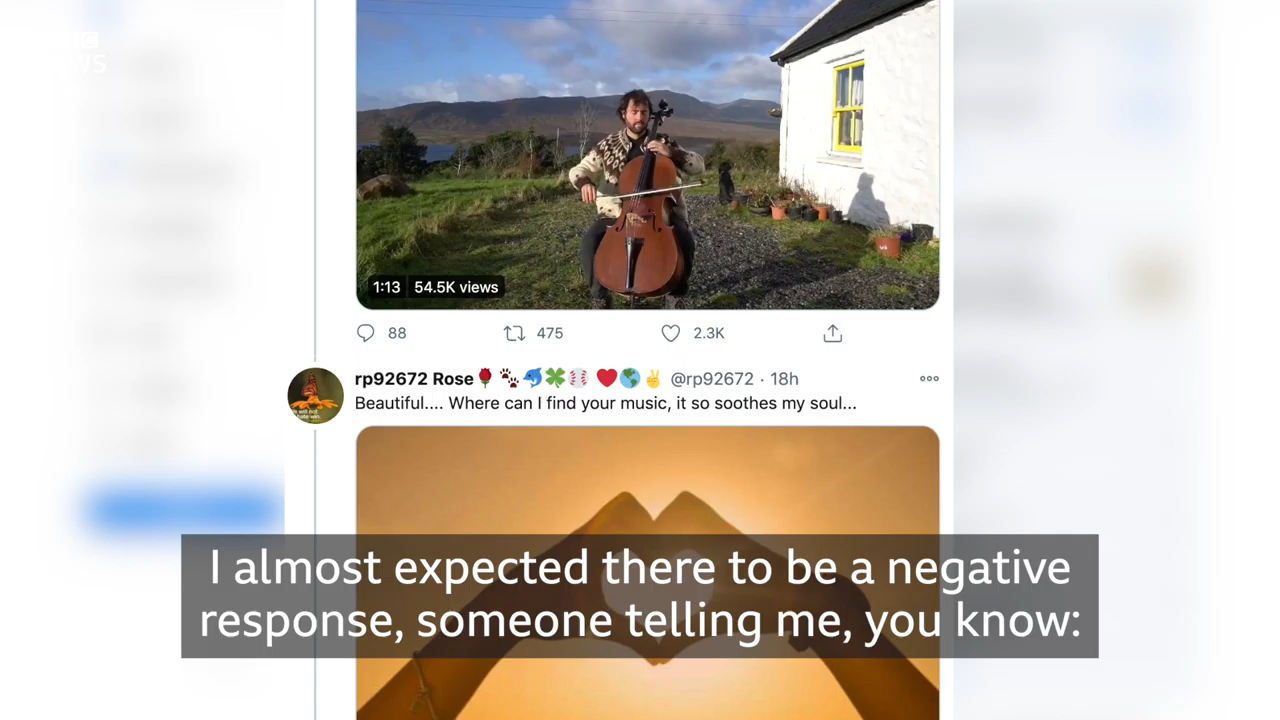 1:13 54.5K views
88 475 2.3K
rp92672 Rose🌹 🐾🐬🍀⚾ ❤️🌎✌️ @rp92672 · 18h
Beautiful.... Where can I find your music, it so soothes my soul...
I almost expected there to be a negative
response, someone telling me, you know: